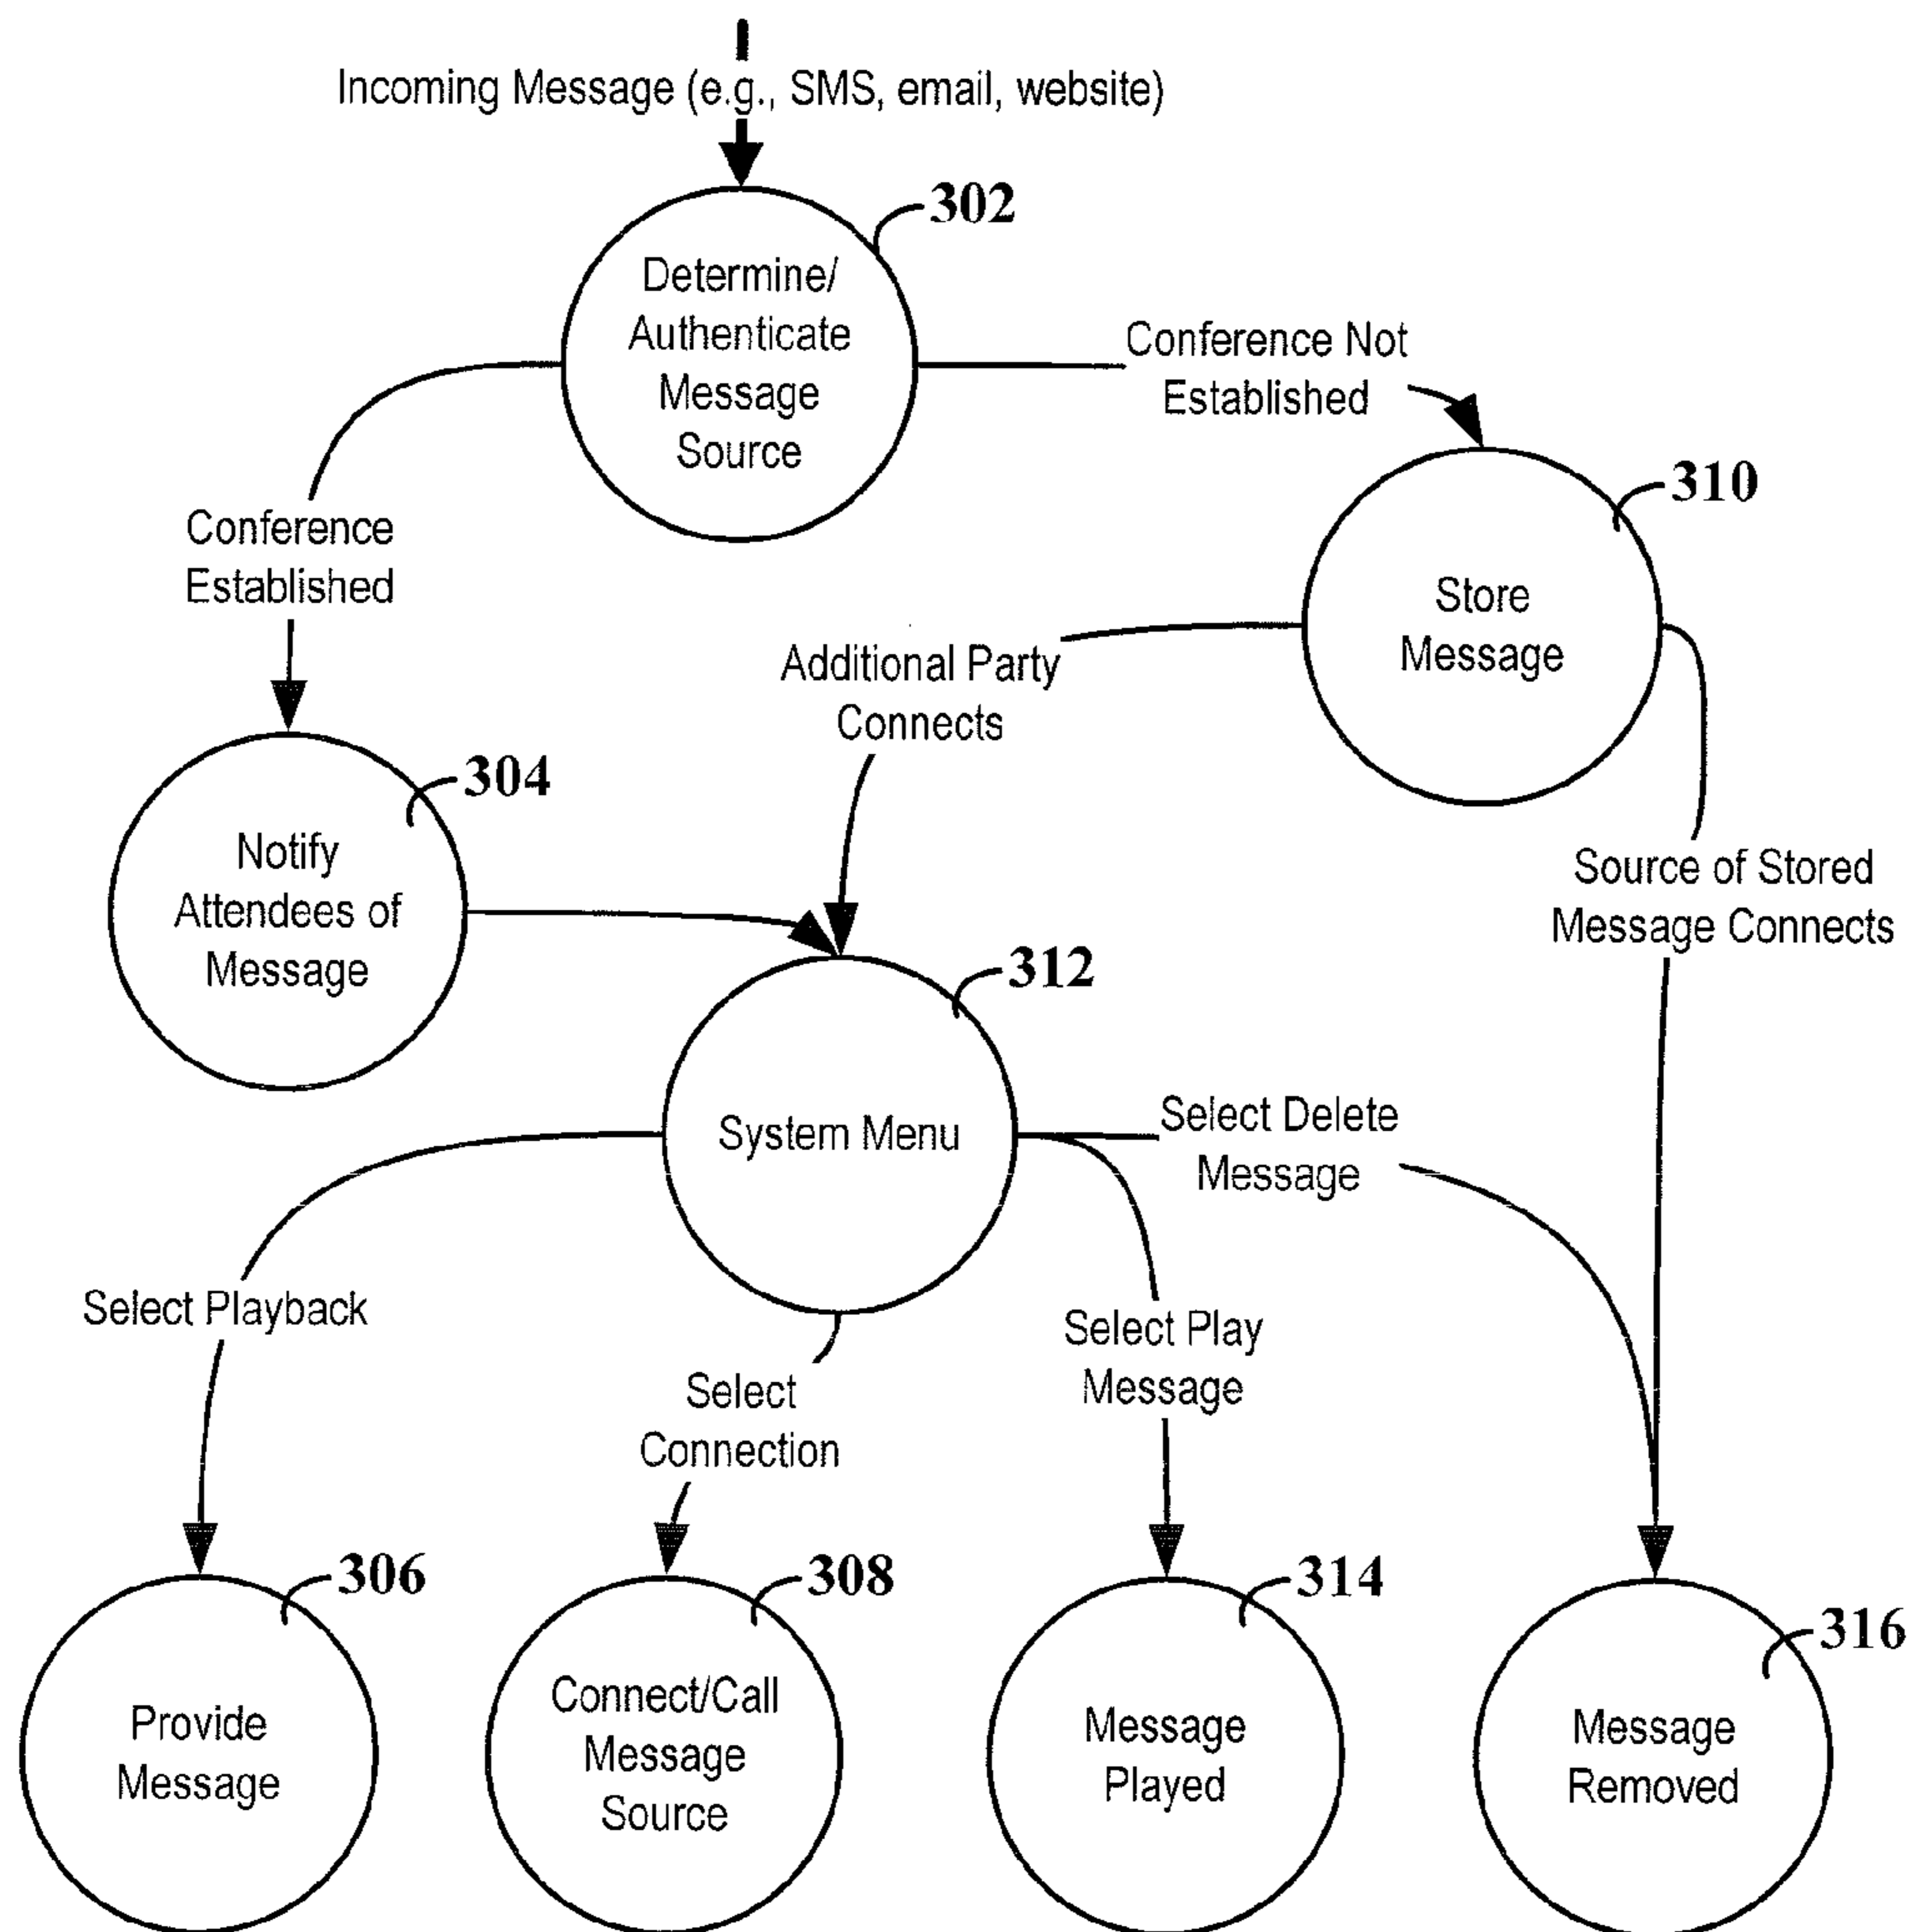 Incoming Message (e.g., SMS, email, website)
302
Determine/
Authenticate
Message
Source
Conference Not
Established
310
Store
Message
Conference
Established
Additional Party
Connects
304
Notify
Attendees of
Message
Source of Stored
Message Connects
312
System Menu
Select Delete
Message
Select Playback
Select
Connection
Select Play
Message
306
Provide
Message
308
Connect/Call
Message
Source
314
Message
Played
316
Message
Removed